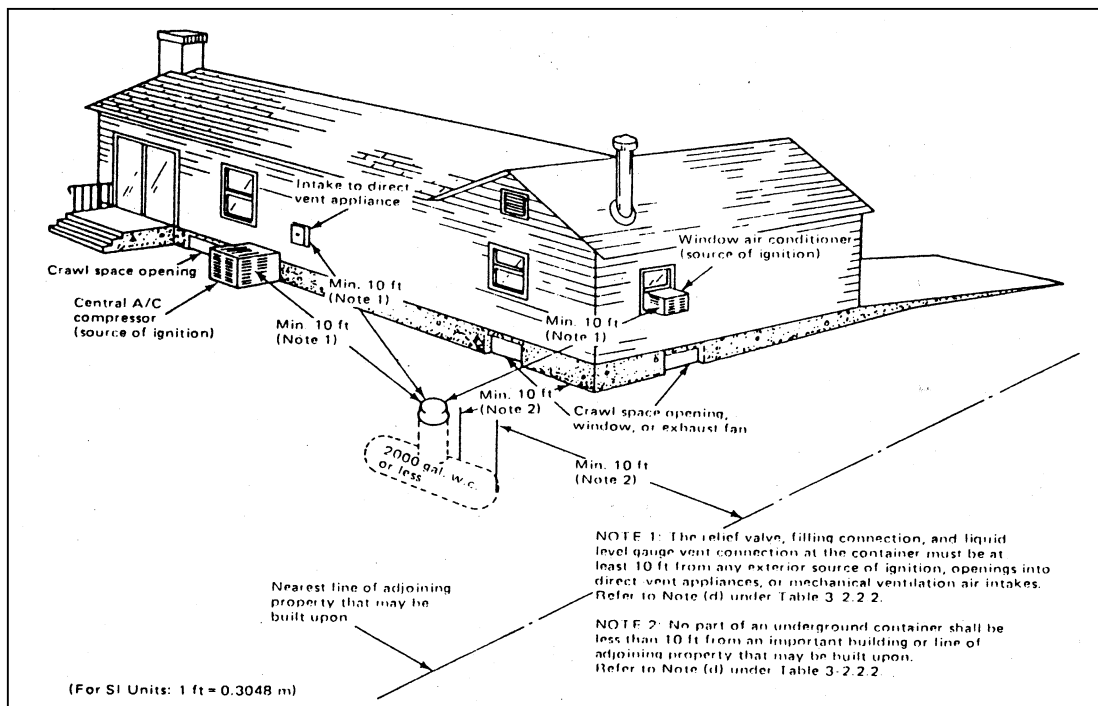 Intake to direct
vent appliance
Window air conditioner
(source of ignition)
Crawl space opening
Central A/C
compressor
(source of ignition)
Min. 10 ft
(Note 1)
Min. 10 ft
(Note 1)
Min. 10 ft
(Note 1)
Min. 10 ft
(Note 2)
Crawl space opening,
window, or exhaust fan
2000 gal. w.c.
or less
Min. 10 ft
(Note 2)
Nearest line of adjoining
property that may be
built upon
NOTE 1: The relief valve, filling connection, and liquid
level gauge vent connection at the container must be at
least 10 ft from any exterior source of ignition, openings into
direct vent appliances, or mechanical ventilation air intakes.
Refer to Note (d) under Table 3-2.2.2.
NOTE 2: No part of an underground container shall be
less than 10 ft from an important building or line of
adjoining property that may be built upon.
Refer to Note (d) under Table 3-2.2.2.
(For SI Units: 1 ft = 0.3048 m)